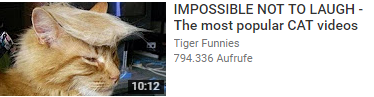 IMPOSSIBLE NOT TO LAUGH -
The most popular CAT videos
Tiger Funnies
794.336 Aufrufe
10:12